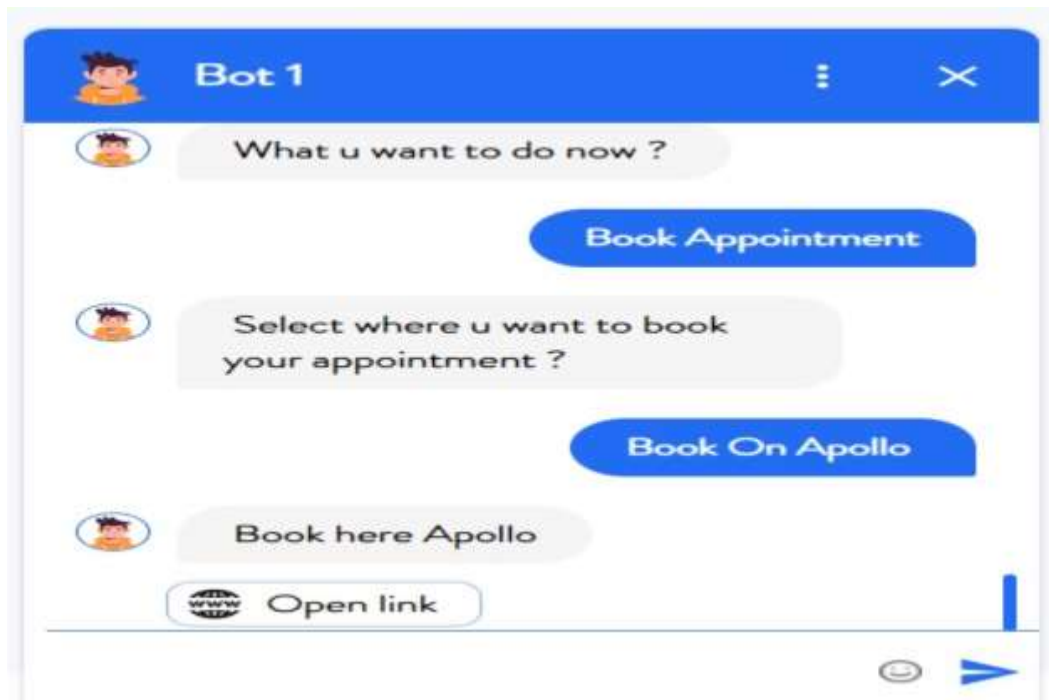 Bot 1
What u want to do now ?
Book Appointment
Select where u want to book
your appointment ?
Book On Apollo
Book here Apollo
www Open link